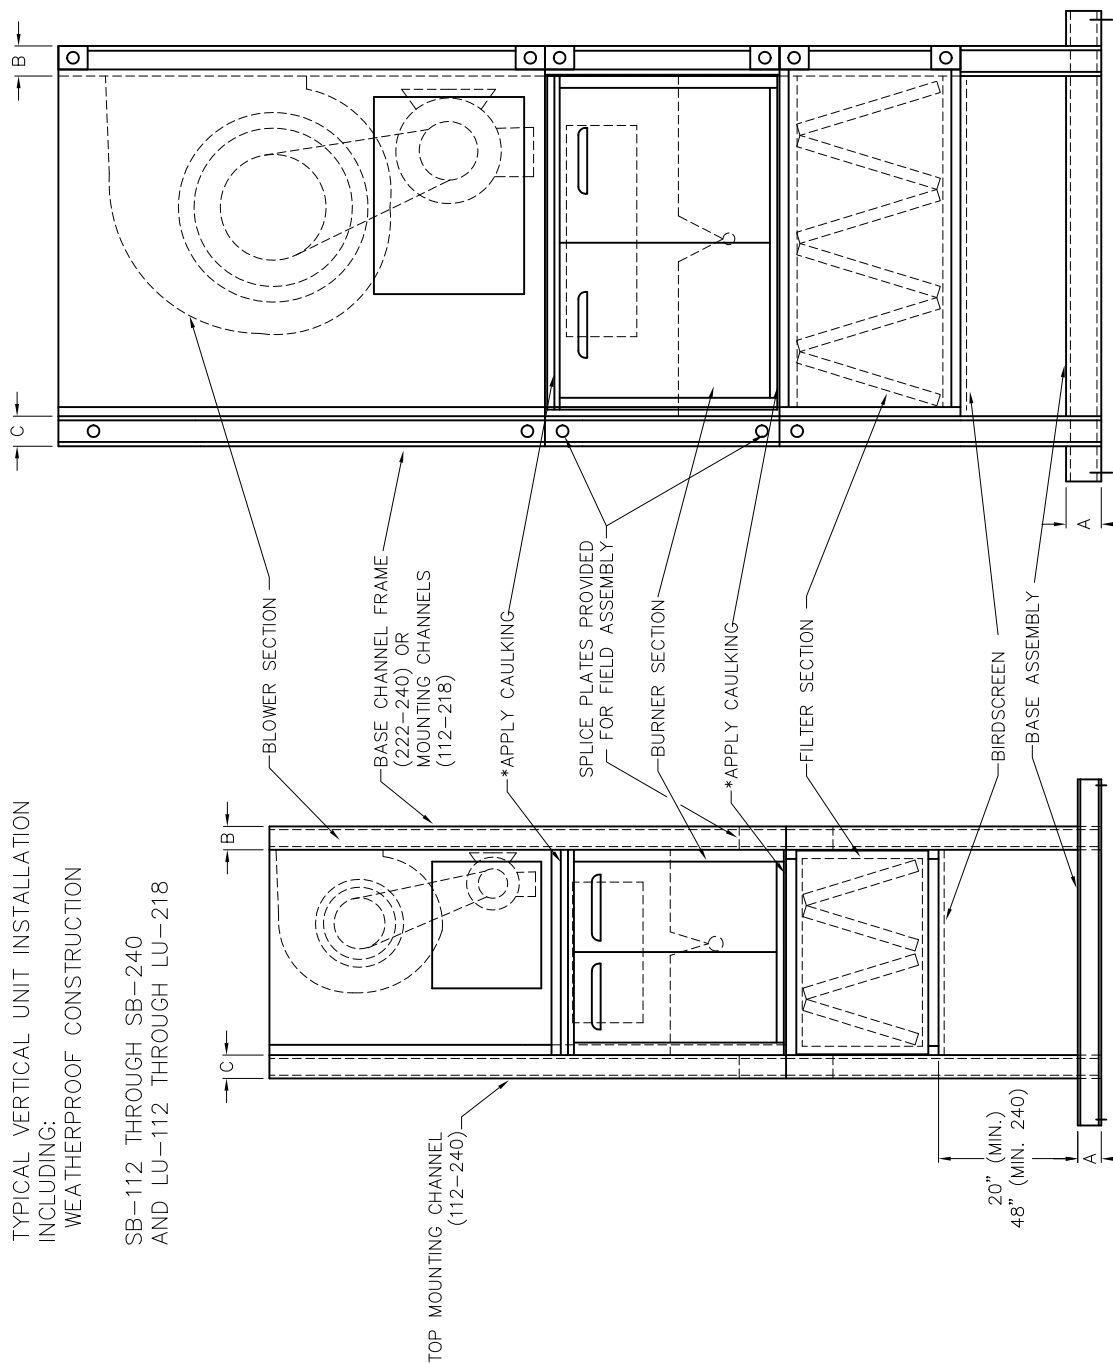 TYPICAL VERTICAL UNIT INSTALLATION
INCLUDING:
WEATHERPROOF CONSTRUCTION
SB-112 THROUGH SB-240
AND LU-112 THROUGH LU-218
C
B
C
B
BLOWER SECTION
TOP MOUNTING CHANNEL
(112-240)
BASE CHANNEL FRAME
(222-240) OR
MOUNTING CHANNELS
(112-218)
*APPLY CAULKING
SPLICE PLATES PROVIDED
FOR FIELD ASSEMBLY
BURNER SECTION
*APPLY CAULKING
FILTER SECTION
BIRDSCREEN
BASE ASSEMBLY
20" (MIN.)
48" (MIN. 240)
A
A